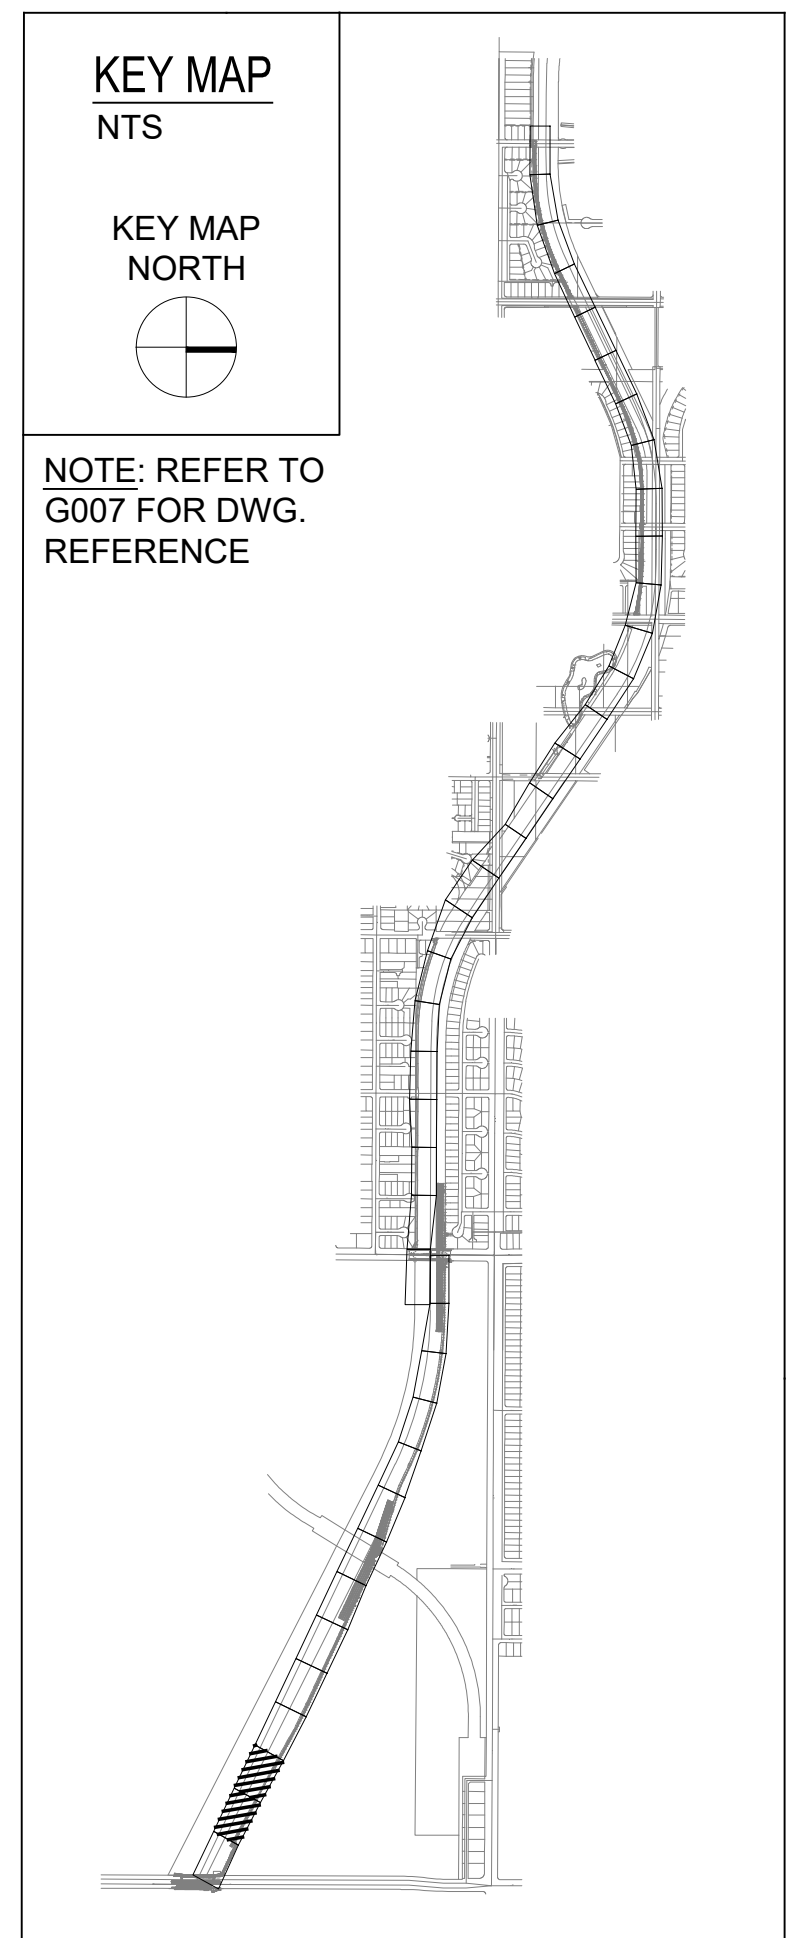 KEY MAP
NTS
KEY MAP
NORTH
NOTE: REFER TO
G007 FOR DWG.
REFERENCE